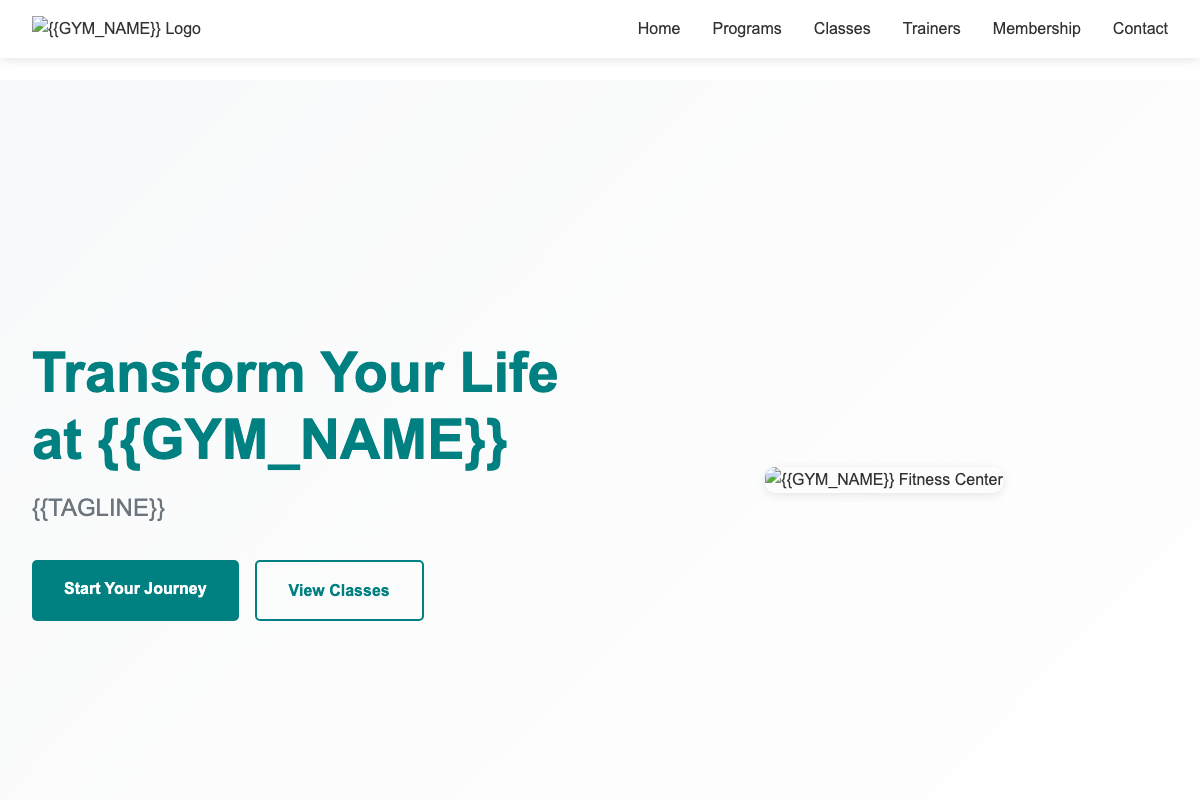 {{GYM_NAME}} Logo
Home Programs Classes Trainers Membership Contact
Transform Your Life
at {{GYM_NAME}}
{{TAGLINE}}
Start Your Journey
View Classes
{{GYM_NAME}} Fitness Center